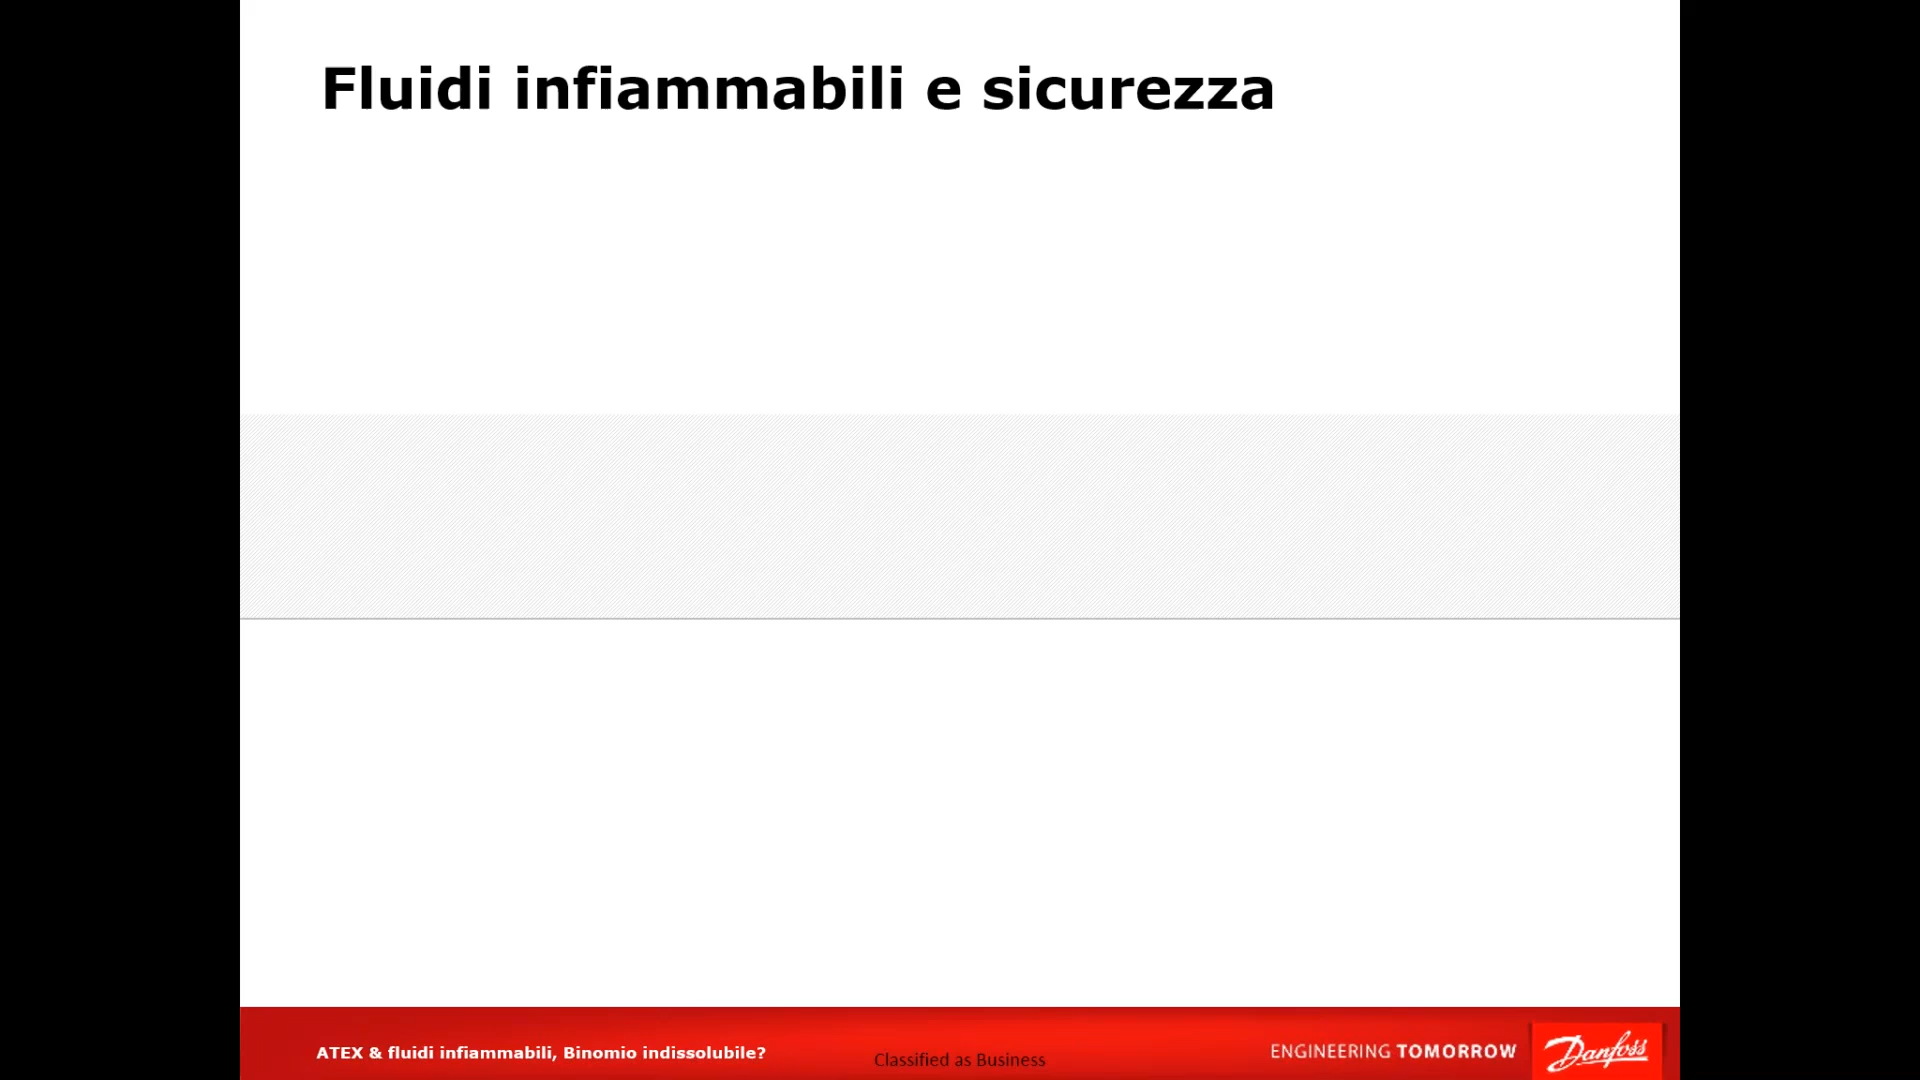 Fluidi infiammabili e sicurezza
ATEX & fluidi infiammabili, Binomio indissolubile?
Classified as Business
ENGINEERING TOMORROW
Danfoss